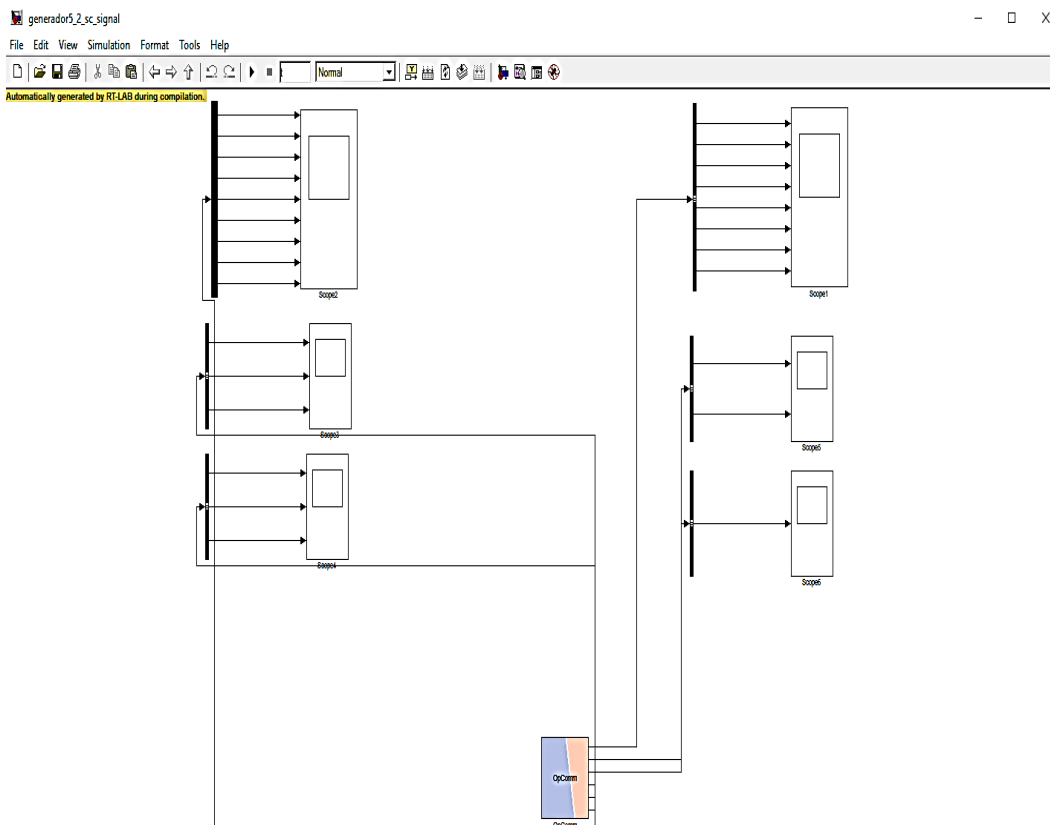 generador5_2_sc_signal
File Edit View Simulation Format Tools Help
Normal
Automatically generated by RT-LAB during compilation.
Scope2
Scope1
Scope3
Scope5
Scope4
Scope6
OpComm
OpComm